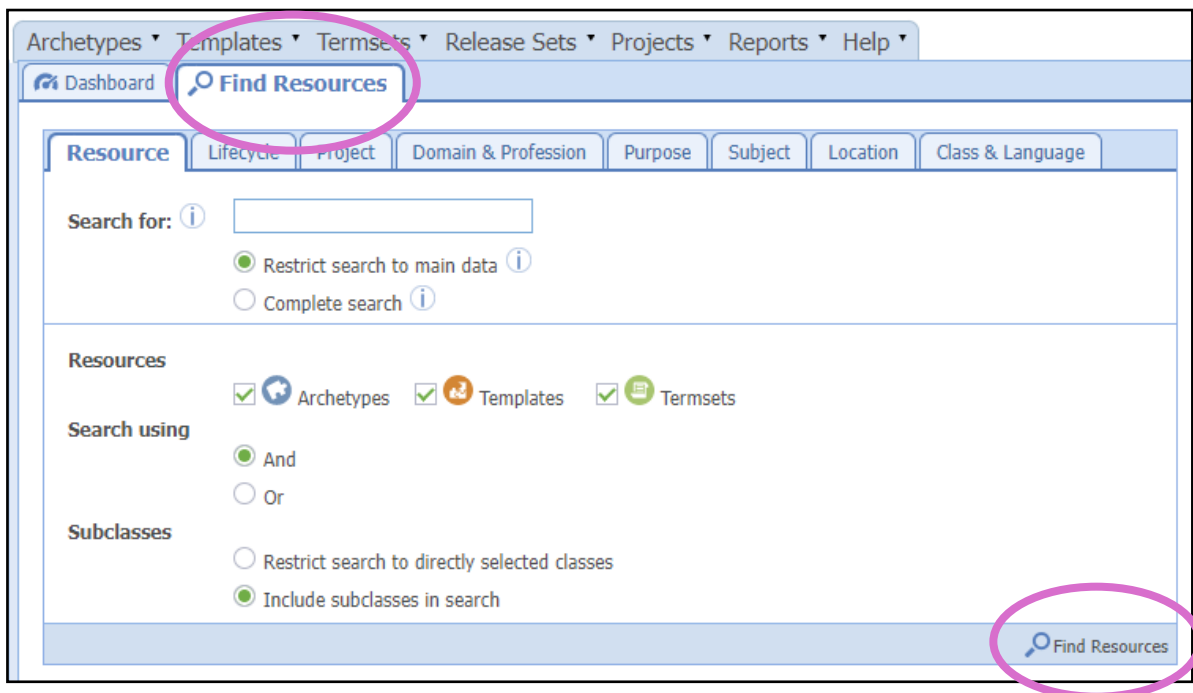 Archetypes Templates Termsets Release Sets Projects Reports Help
Dashboard Find Resources
Resource Lifecycle Project Domain & Profession Purpose Subject Location Class & Language
Search for: i
Restrict search to main data i
Complete search i
Resources
Archetypes Templates Termsets
Search using
And
Or
Subclasses
Restrict search to directly selected classes
Include subclasses in search
Find Resources